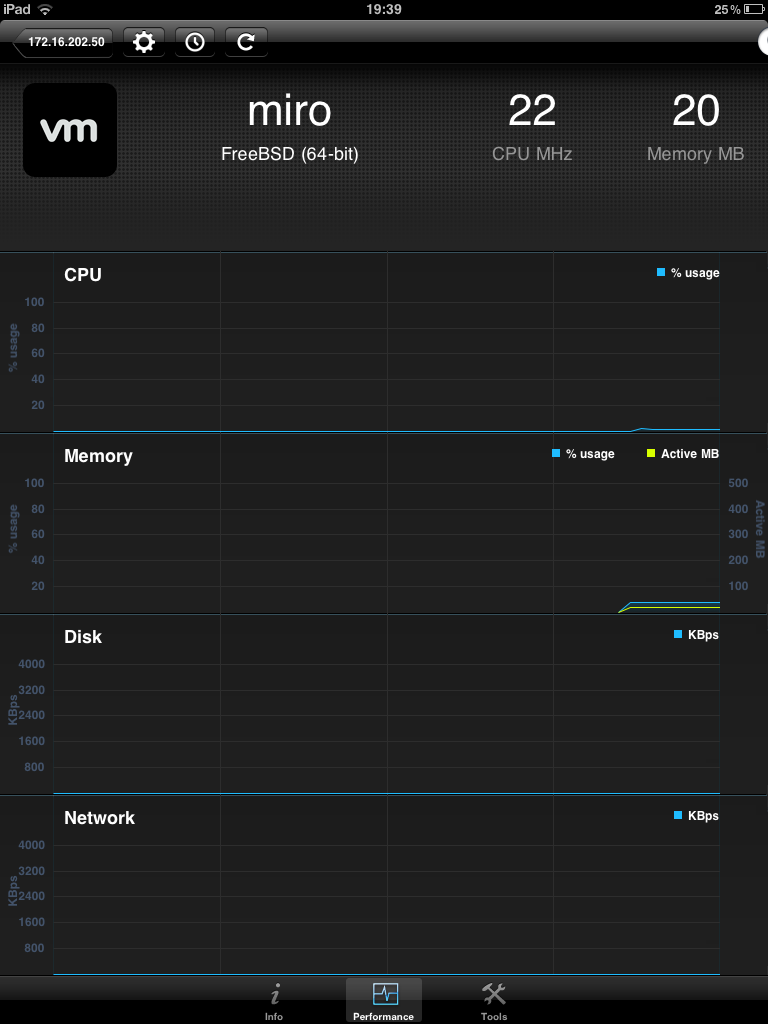 iPad 19:39 25%
172.16.202.50
vm
miro 22 20
FreeBSD (64-bit) CPU MHz Memory MB
CPU % usage
100
80
60
40
20
% usage
Memory % usage Active MB
100 500
80 400
60 300
40 200
20 100
% usage Active MB
Disk KBps
4000
3200
2400
1600
800
KBps
Network KBps
4000
3200
2400
1600
800
KBps
Info Performance Tools